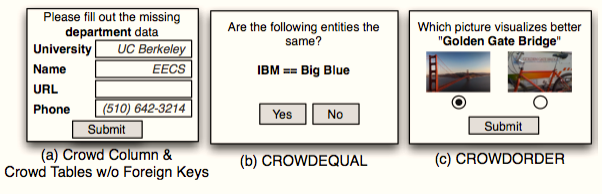 Please fill out the missing
department data
University UC Berkeley
Name EECS
URL
Phone (510) 642-3214
Submit
(a) Crowd Column &
Crowd Tables w/o Foreign Keys
Are the following entities the
same?
IBM == Big Blue
Yes No
(b) CROWDEQUAL
Which picture visualizes better
"Golden Gate Bridge"
Submit
(c) CROWDORDER